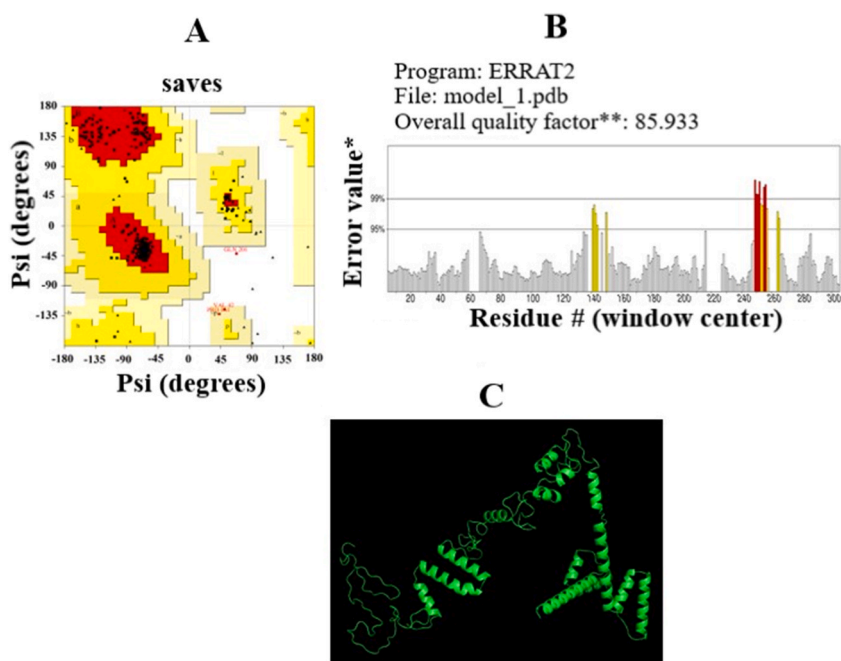 A
saves
180
135
90
45
0
-45
-90
-135
Psi (degrees)
-180 -135 -90 -45 0 45 90 135 180
Psi (degrees)
B
Program: ERRAT2
File: model_1.pdb
Overall quality factor**: 85.933
Error value*
99%
95%
20 40 60 80 100 120 140 160 180 200 220 240 260 280 300
Residue # (window center)
C